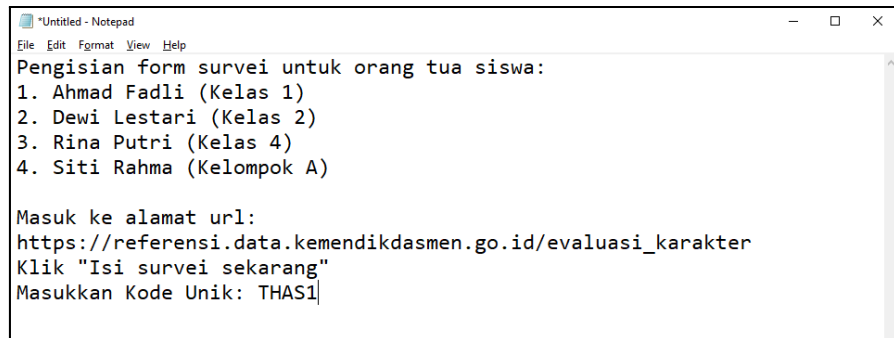 *Untitled - Notepad
File Edit Format View Help
Pengisian form survei untuk orang tua siswa:
1. Ahmad Fadli (Kelas 1)
2. Dewi Lestari (Kelas 2)
3. Rina Putri (Kelas 4)
4. Siti Rahma (Kelompok A)
Masuk ke alamat url:
https://referensi.data.kemendikdasmen.go.id/evaluasi_karakter
Klik "Isi survei sekarang"
Masukkan Kode Unik: THAS1